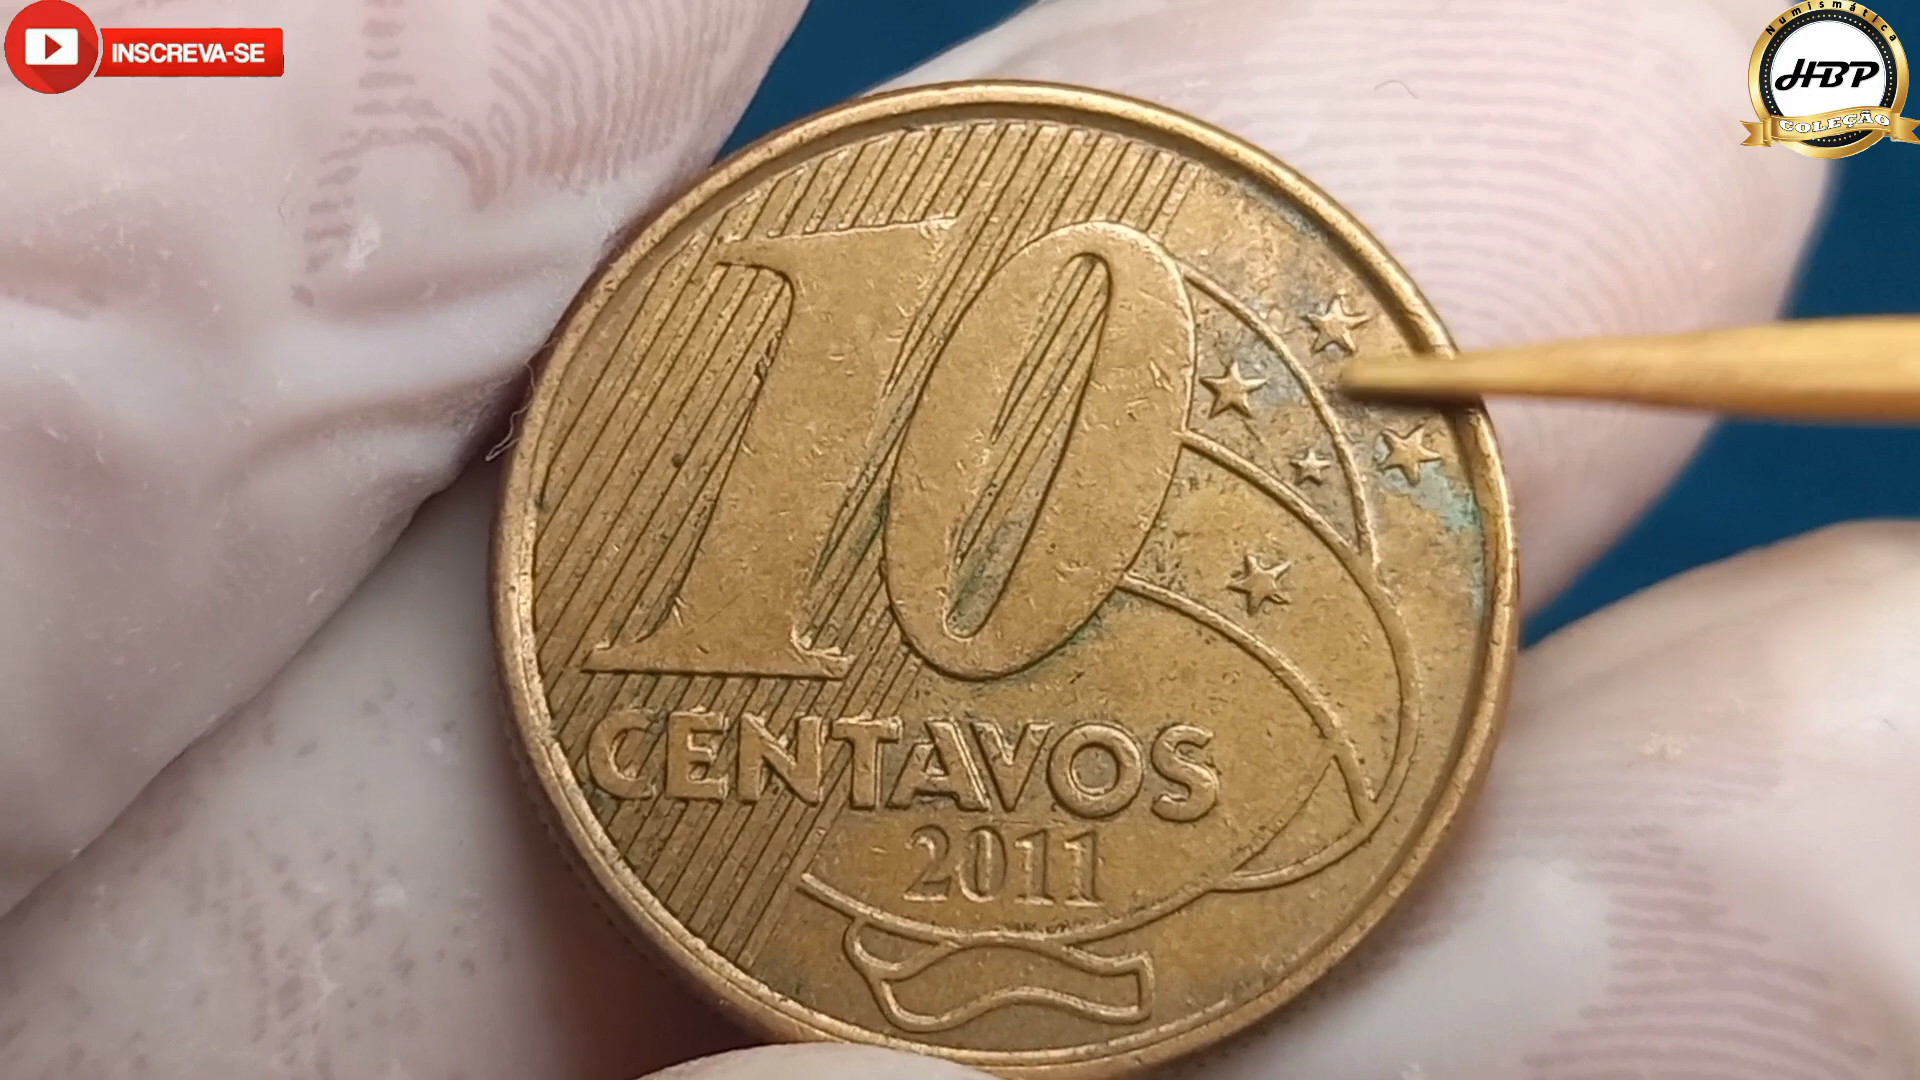 INSCREVA-SE
Numismática
HBP
COLEÇÃO
10
CENTAVOS
2011